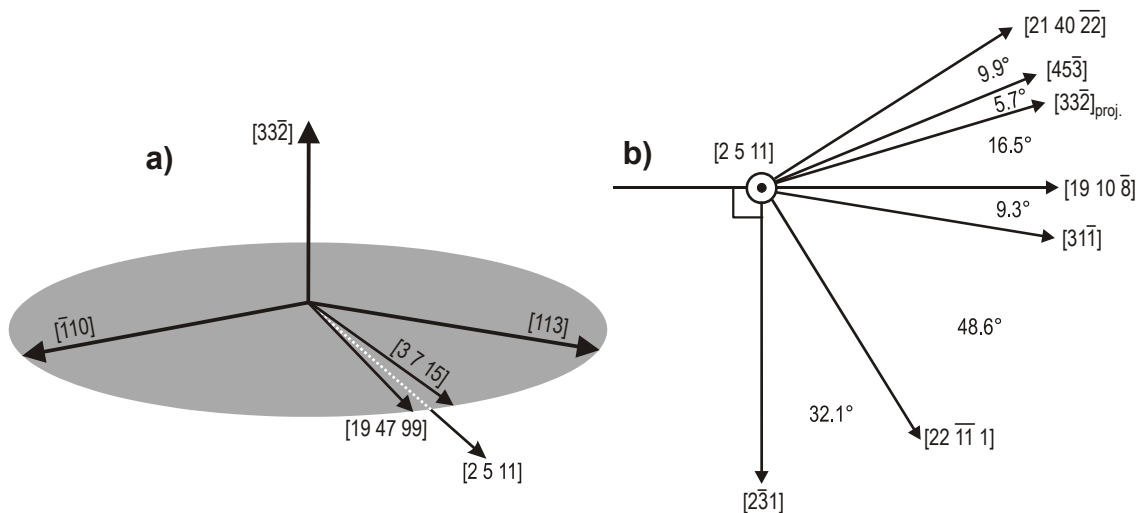 a)
[332̅]
[1̅10]
[113]
[3 7 15]
[19 47 99]
[2 5 11]
b)
[21 40 2̅2̅]
9.9°
[453̅]
5.7°
[332̅]proj.
[2 5 11]
16.5°
[19 10 8̅]
9.3°
[311̅]
48.6°
32.1°
[22 1̅1̅ 1]
[23̅1]